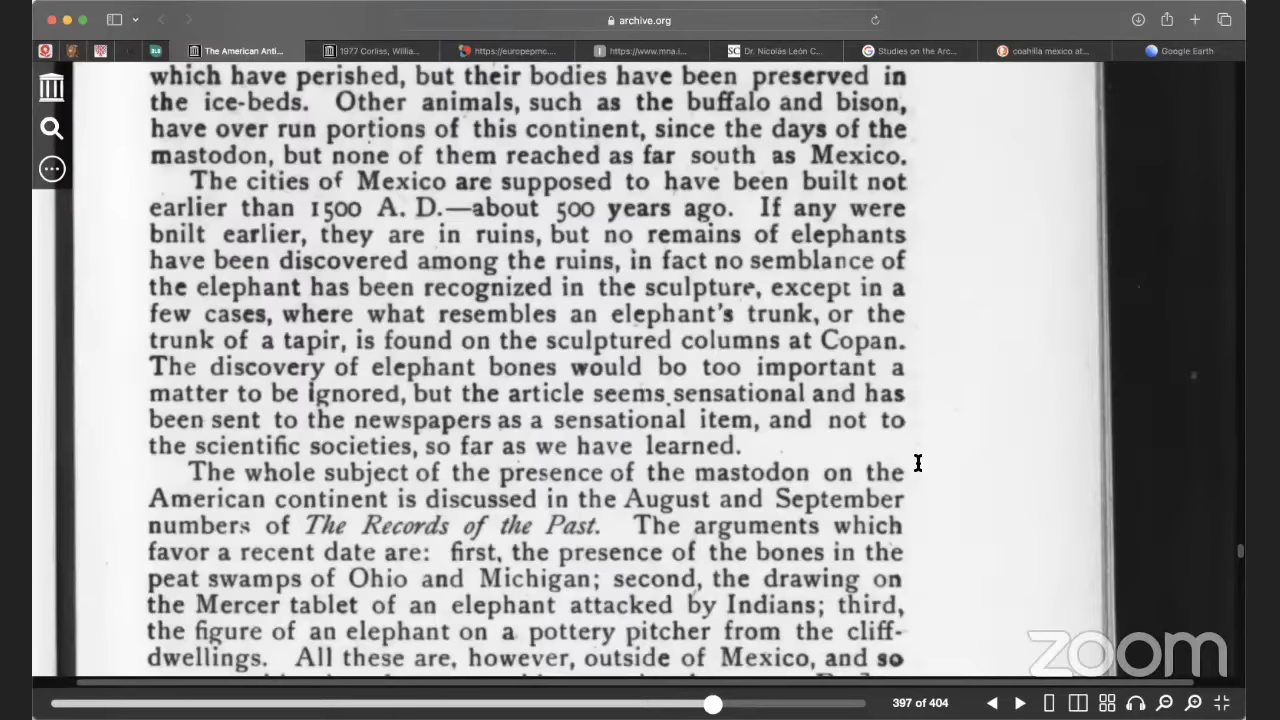 archive.org
The American Anti...
1977 Corliss, Willia...
https://europepmc....
https://www.mna.i...
Dr. Nicolás León C...
Studies on the Arc...
coahilla mexico at...
Google Earth
which have perished, but their bodies have been preserved in
the ice-beds. Other animals, such as the buffalo and bison,
have over run portions of this continent, since the days of the
mastodon, but none of them reached as far south as Mexico.
The cities of Mexico are supposed to have been built not
earlier than 1500 A. D.—about 500 years ago. If any were
bnilt earlier, they are in ruins, but no remains of elephants
have been discovered among the ruins, in fact no semblance of
the elephant has been recognized in the sculpture, except in a
few cases, where what resembles an elephant's trunk, or the
trunk of a tapir, is found on the sculptured columns at Copan.
The discovery of elephant bones would bo too important a
matter to be ignored, but the article seems sensational and has
been sent to the newspapers as a sensational item, and not to
the scientific societies, so far as we have learned.
The whole subject of the presence of the mastodon on the
American continent is discussed in the August and September
numbers of The Records of the Past. The arguments which
favor a recent date are: first, the presence of the bones in the
peat swamps of Ohio and Michigan; second, the drawing on
the Mercer tablet of an elephant attacked by Indians; third,
the figure of an elephant on a pottery pitcher from the cliff-
dwellings. All these are, however, outside of Mexico, and so
zoom
397 of 404